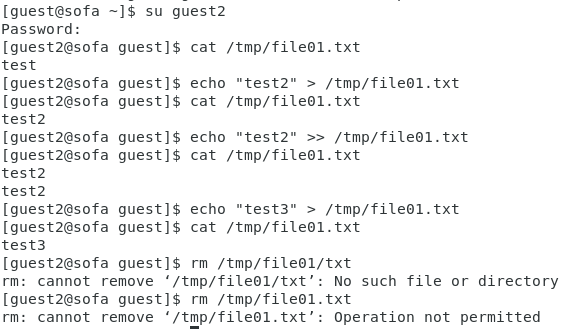 [guest@sofa ~]$ su guest2
Password:
[guest2@sofa guest]$ cat /tmp/file01.txt
test
[guest2@sofa guest]$ echo "test2" > /tmp/file01.txt
[guest2@sofa guest]$ cat /tmp/file01.txt
test2
[guest2@sofa guest]$ echo "test2" >> /tmp/file01.txt
[guest2@sofa guest]$ cat /tmp/file01.txt
test2
test2
[guest2@sofa guest]$ echo "test3" > /tmp/file01.txt
[guest2@sofa guest]$ cat /tmp/file01.txt
test3
[guest2@sofa guest]$ rm /tmp/file01/txt
rm: cannot remove ‘/tmp/file01/txt’: No such file or directory
[guest2@sofa guest]$ rm /tmp/file01.txt
rm: cannot remove ‘/tmp/file01.txt’: Operation not permitted